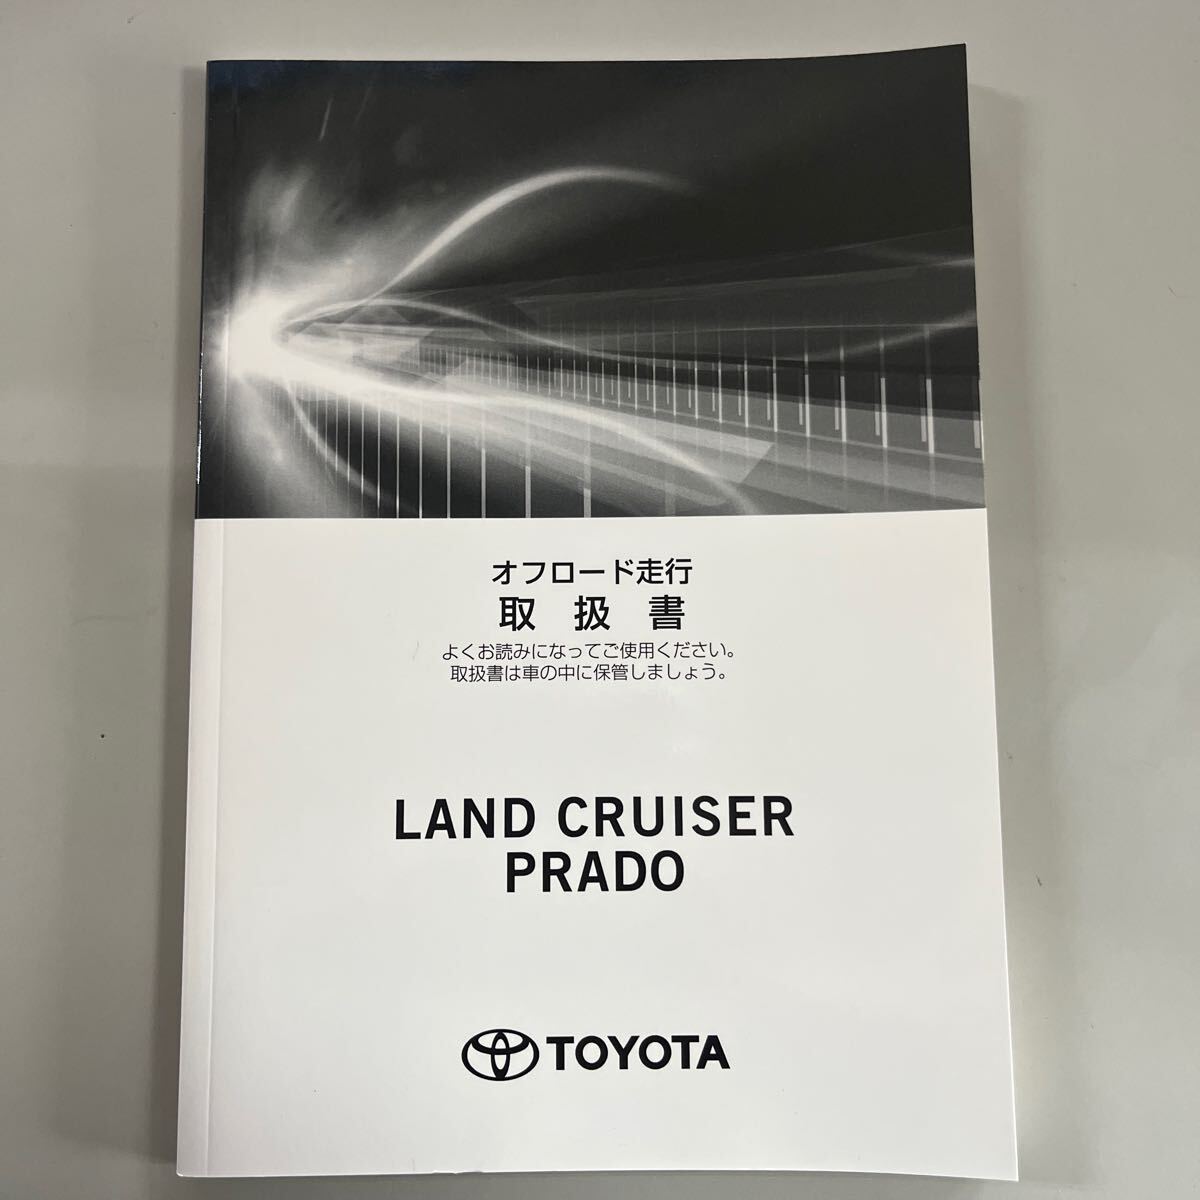 オフロード走行
取扱書
よくお読みになってご使用ください。
取扱書は車の中に保管しましょう。
LAND CRUISER
PRADO
TOYOTA